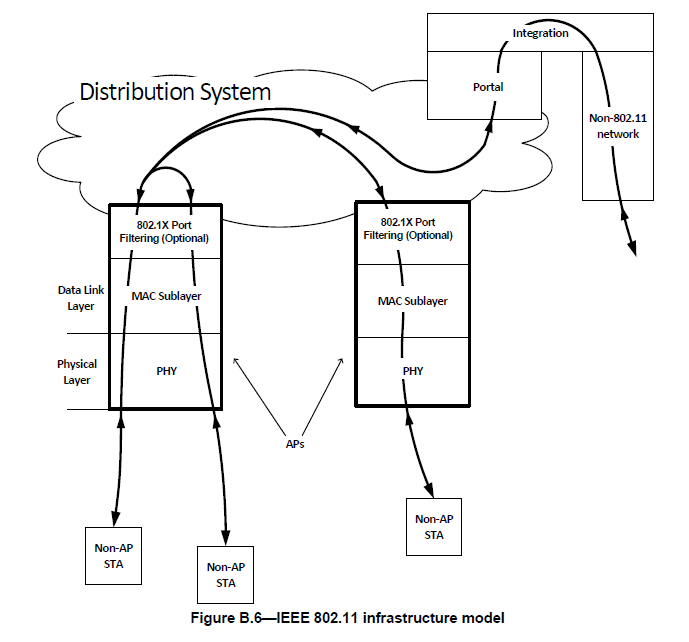 Integration
Distribution System
Portal
Non-802.11
network
802.1X Port
Filtering (Optional)
802.1X Port
Filtering (Optional)
Data Link
Layer
MAC Sublayer
MAC Sublayer
Physical
Layer
PHY
PHY
APs
Non-AP
STA
Non-AP
STA
Non-AP
STA
Figure B.6—IEEE 802.11 infrastructure model